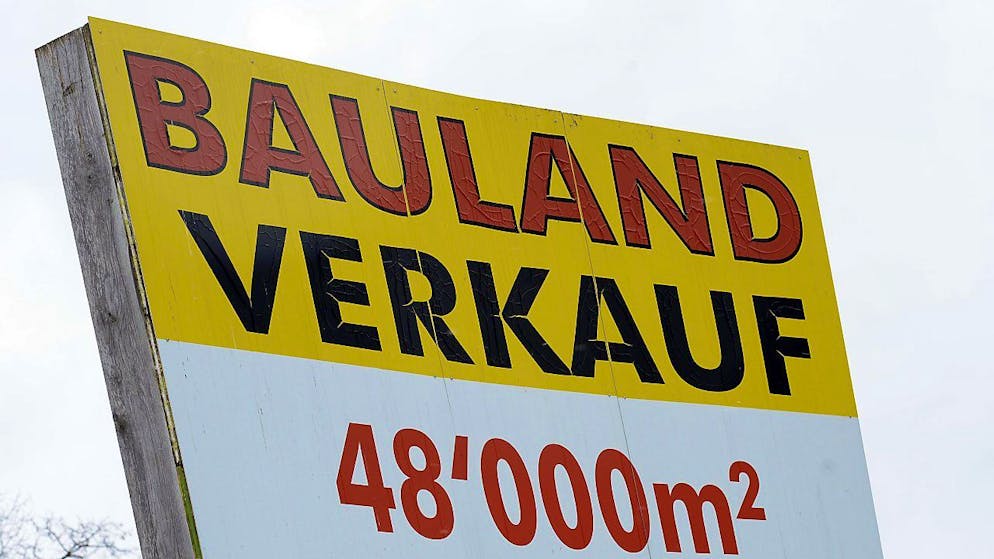 BAULAND
VERKAUF
48‘000m²